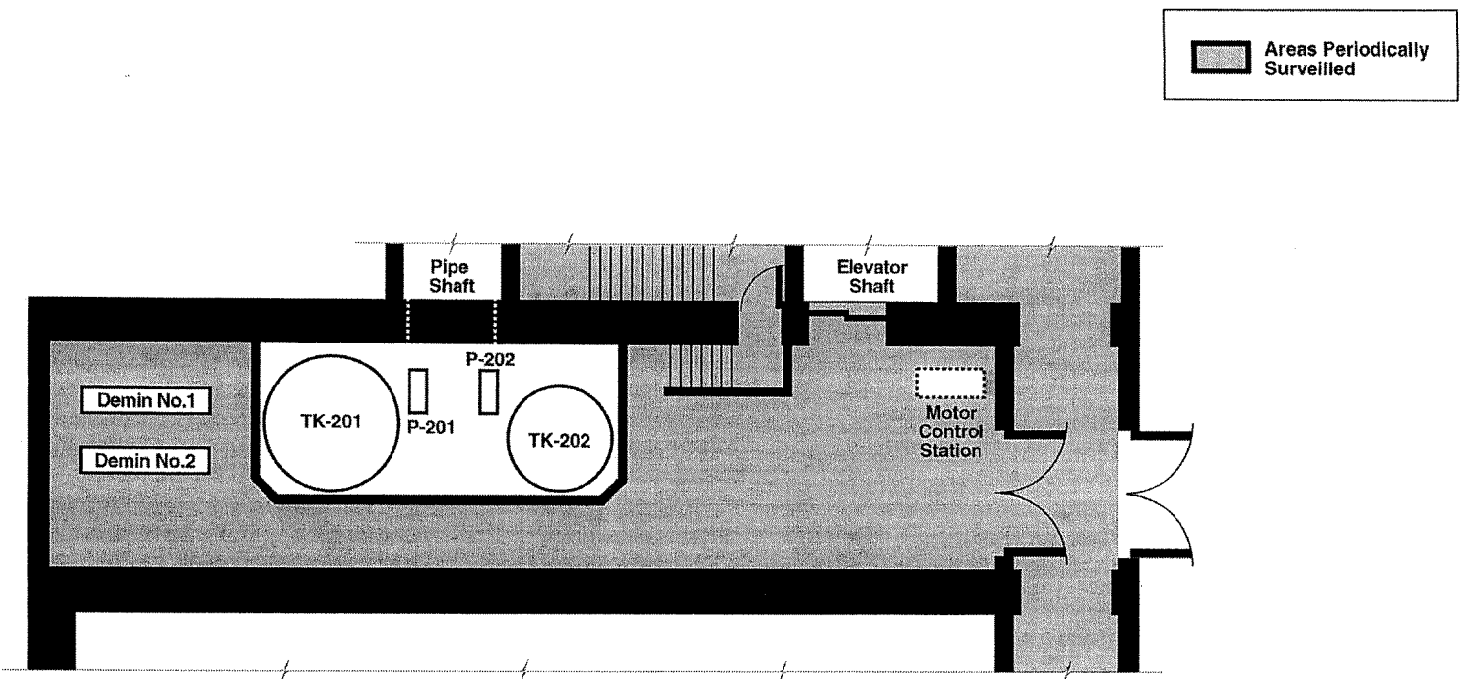 Areas Periodically
Surveilled
Pipe
Shaft
Elevator
Shaft
Demin No.1
Demin No.2
TK-201
P-201
P-202
TK-202
Motor
Control
Station